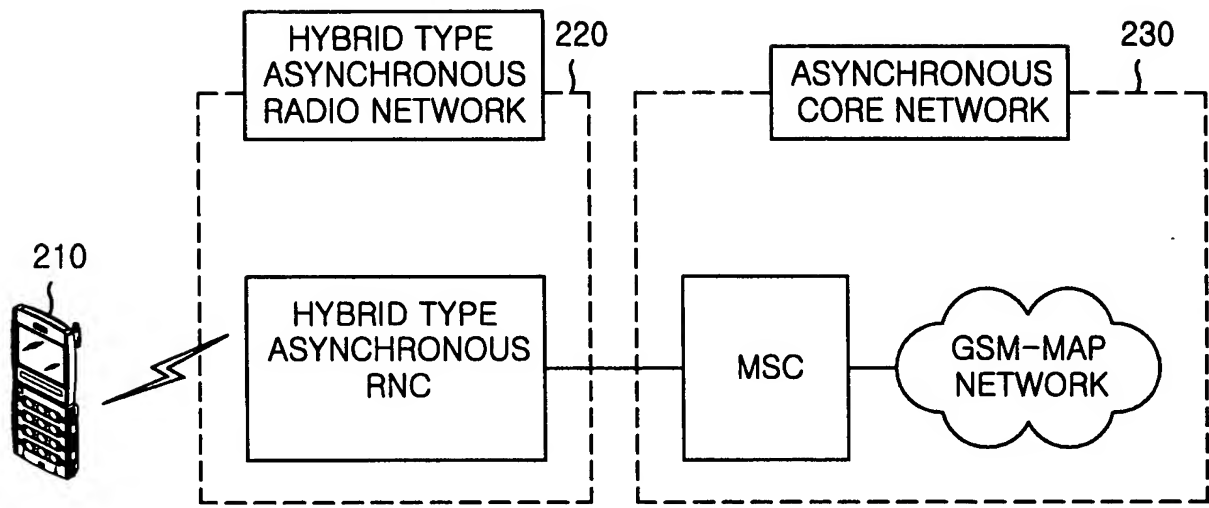 HYBRID TYPE
ASYNCHRONOUS
RADIO NETWORK
220
ASYNCHRONOUS
CORE NETWORK
230
210
HYBRID TYPE
ASYNCHRONOUS
RNC
MSC
GSM-MAP
NETWORK